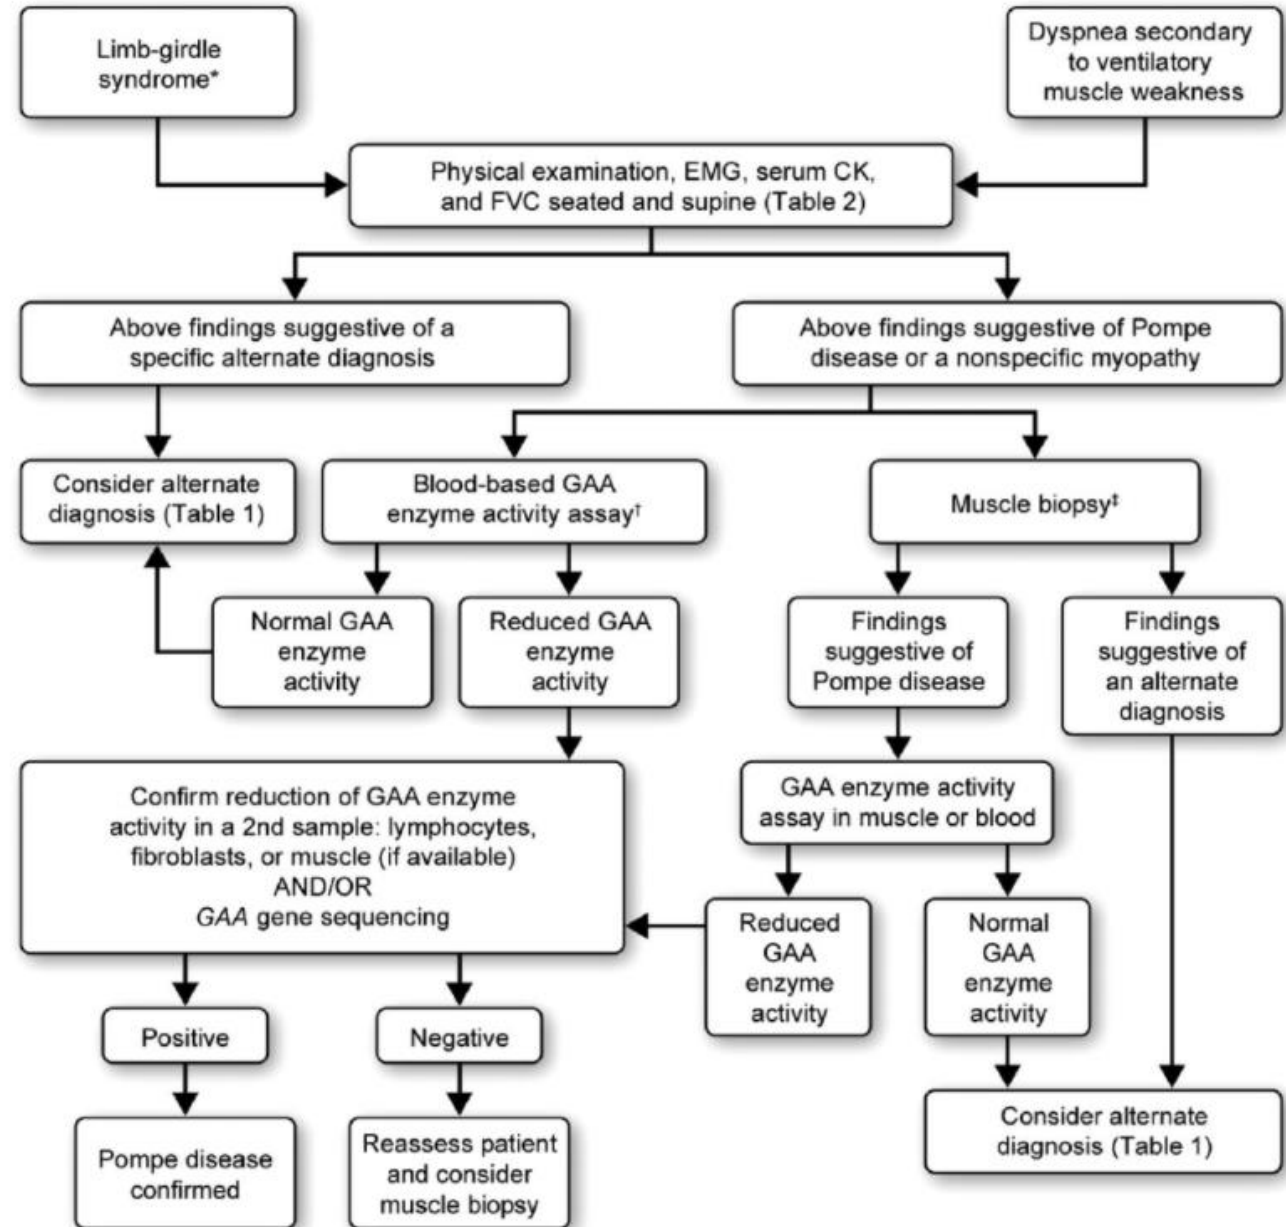 Limb-girdle
syndrome*
Dyspnea secondary
to ventilatory
muscle weakness
Physical examination, EMG, serum CK,
and FVC seated and supine (Table 2)
Above findings suggestive of a
specific alternate diagnosis
Above findings suggestive of Pompe
disease or a nonspecific myopathy
Consider alternate
diagnosis (Table 1)
Blood-based GAA
enzyme activity assay†
Muscle biopsy‡
Normal GAA
enzyme
activity
Reduced GAA
enzyme
activity
Findings
suggestive of
Pompe disease
Findings
suggestive of
an alternate
diagnosis
Confirm reduction of GAA enzyme
activity in a 2nd sample: lymphocytes,
fibroblasts, or muscle (if available)
AND/OR
GAA gene sequencing
GAA enzyme activity
assay in muscle or blood
Reduced
GAA
enzyme
activity
Normal
GAA
enzyme
activity
Positive
Negative
Pompe disease
confirmed
Reassess patient
and consider
muscle biopsy
Consider alternate
diagnosis (Table 1)